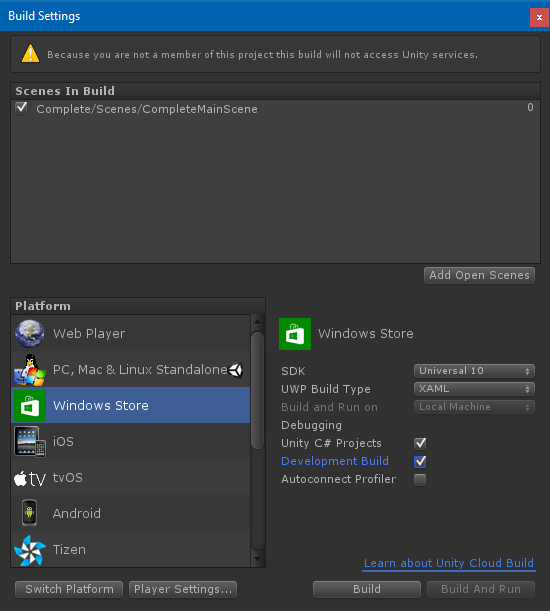 Build Settings
x
Because you are not a member of this project this build will not access Unity services.
Scenes In Build
Complete/Scenes/CompleteMainScene 0
Add Open Scenes
Platform
Web Player
PC, Mac & Linux Standalone
Windows Store
iOS
tv
tvOS
Android
Tizen
Windows Store
SDK Universal 10
UWP Build Type XAML
Build and Run on Local Machine
Debugging
Unity C# Projects
Development Build
Autoconnect Profiler
Learn about Unity Cloud Build
Switch Platform Player Settings... Build Build And Run